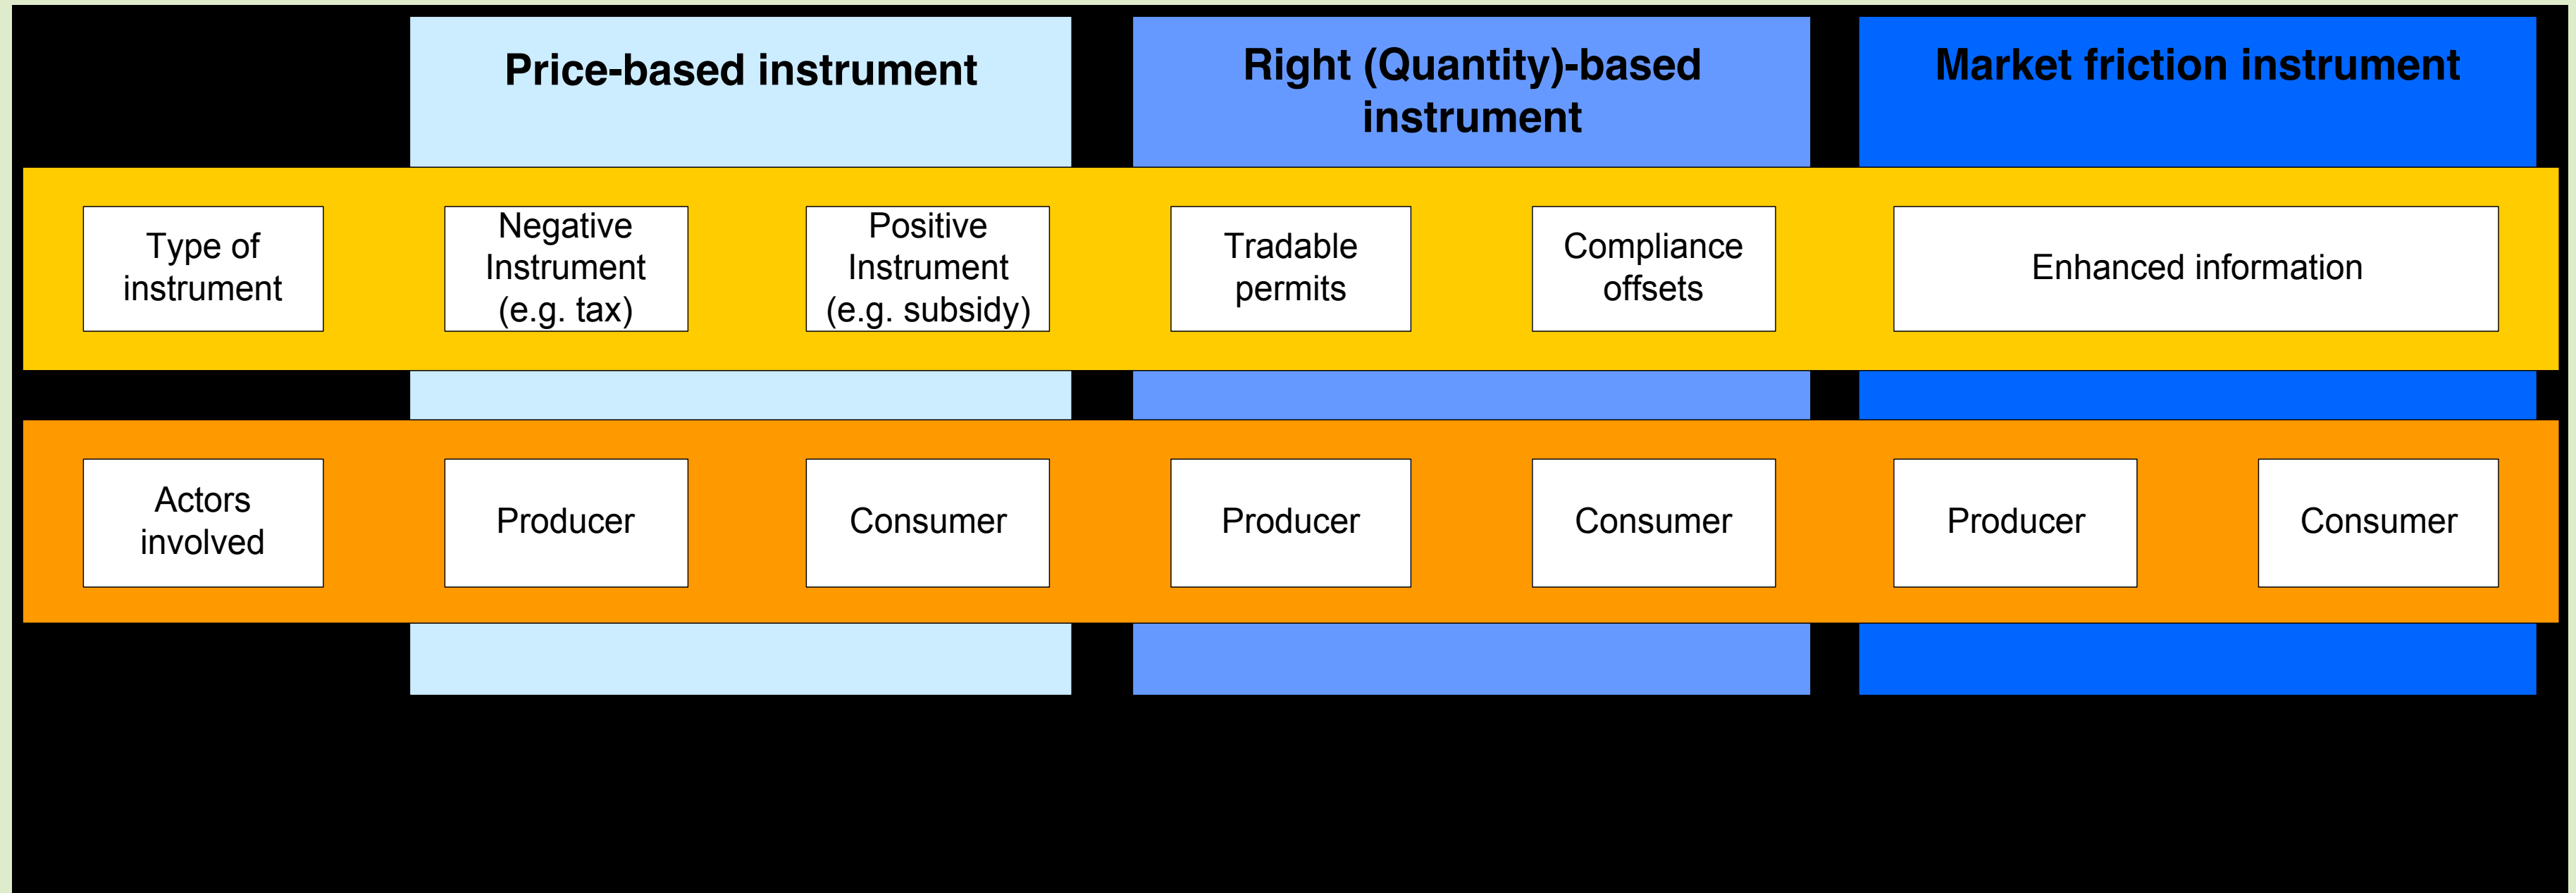 Price-based instrument
Right (Quantity)-based
instrument
Market friction instrument
Type of
instrument
Negative
Instrument
(e.g. tax)
Positive
Instrument
(e.g. subsidy)
Tradable
permits
Compliance
offsets
Enhanced information
Actors
involved
Producer
Consumer
Producer
Consumer
Producer
Consumer